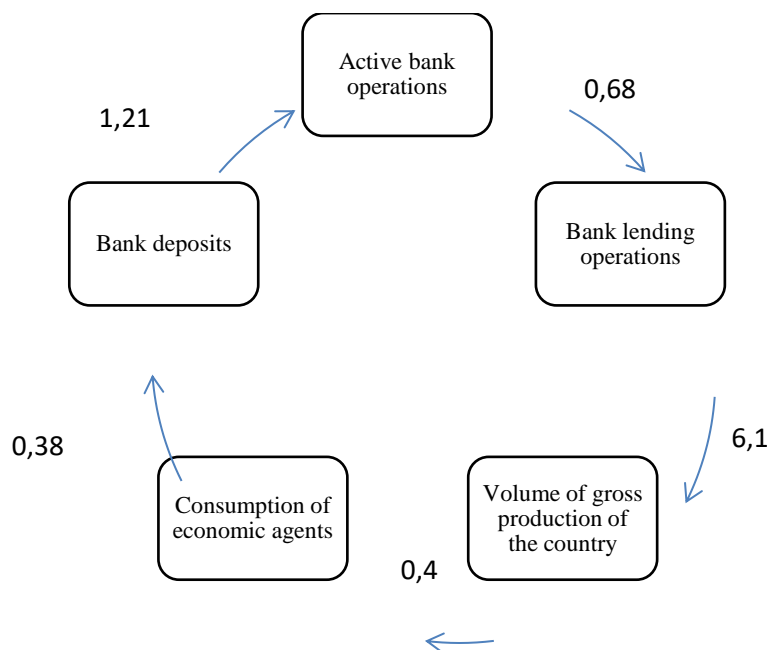 Active bank
operations
0,68
1,21
Bank deposits
Bank lending
operations
0,38
6,1
Consumption of
economic agents
Volume of gross
production of
the country
0,4